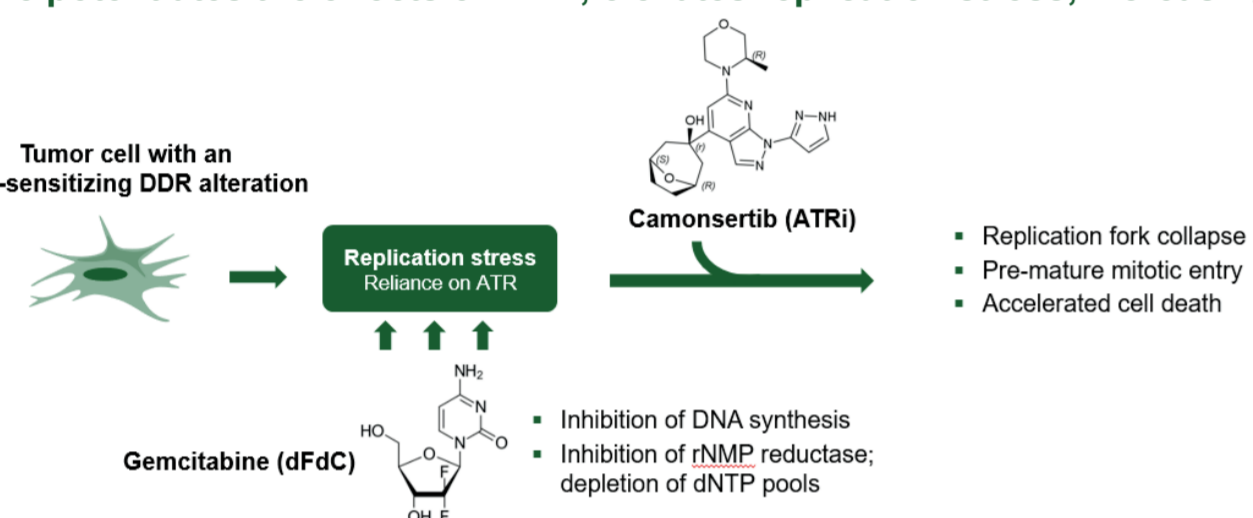 Tumor cell with an
-sensitizing DDR alteration
Replication stress
Reliance on ATR
O
(R)
N
N
OH
(r)
N
N
N
N-NH
(S)
O
(R)
Camonsertib (ATRi)
Replication fork collapse
Pre-mature mitotic entry
Accelerated cell death
NH₂
N
N
O
HO
O
F
OH F
Gemcitabine (dFdC)
Inhibition of DNA synthesis
Inhibition of rNMP reductase;
depletion of dNTP pools